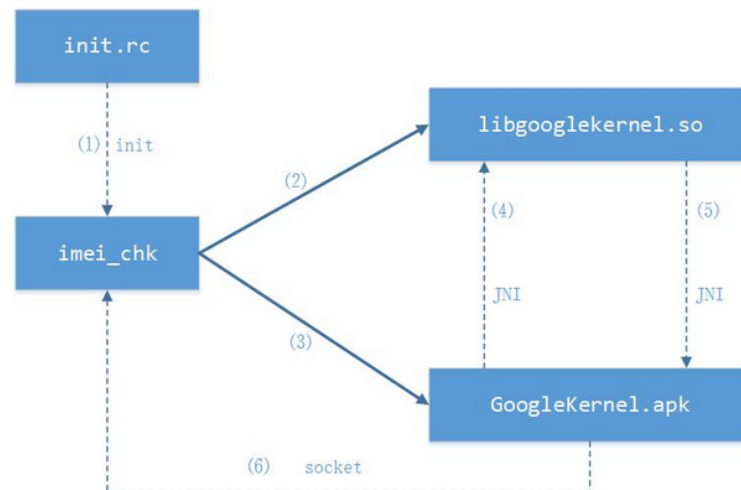 init.rc
libgooglekernel.so
(1) init
(2)
(4)
(5)
imei_chk
JNI
JNI
(3)
GoogleKernel.apk
(6) socket